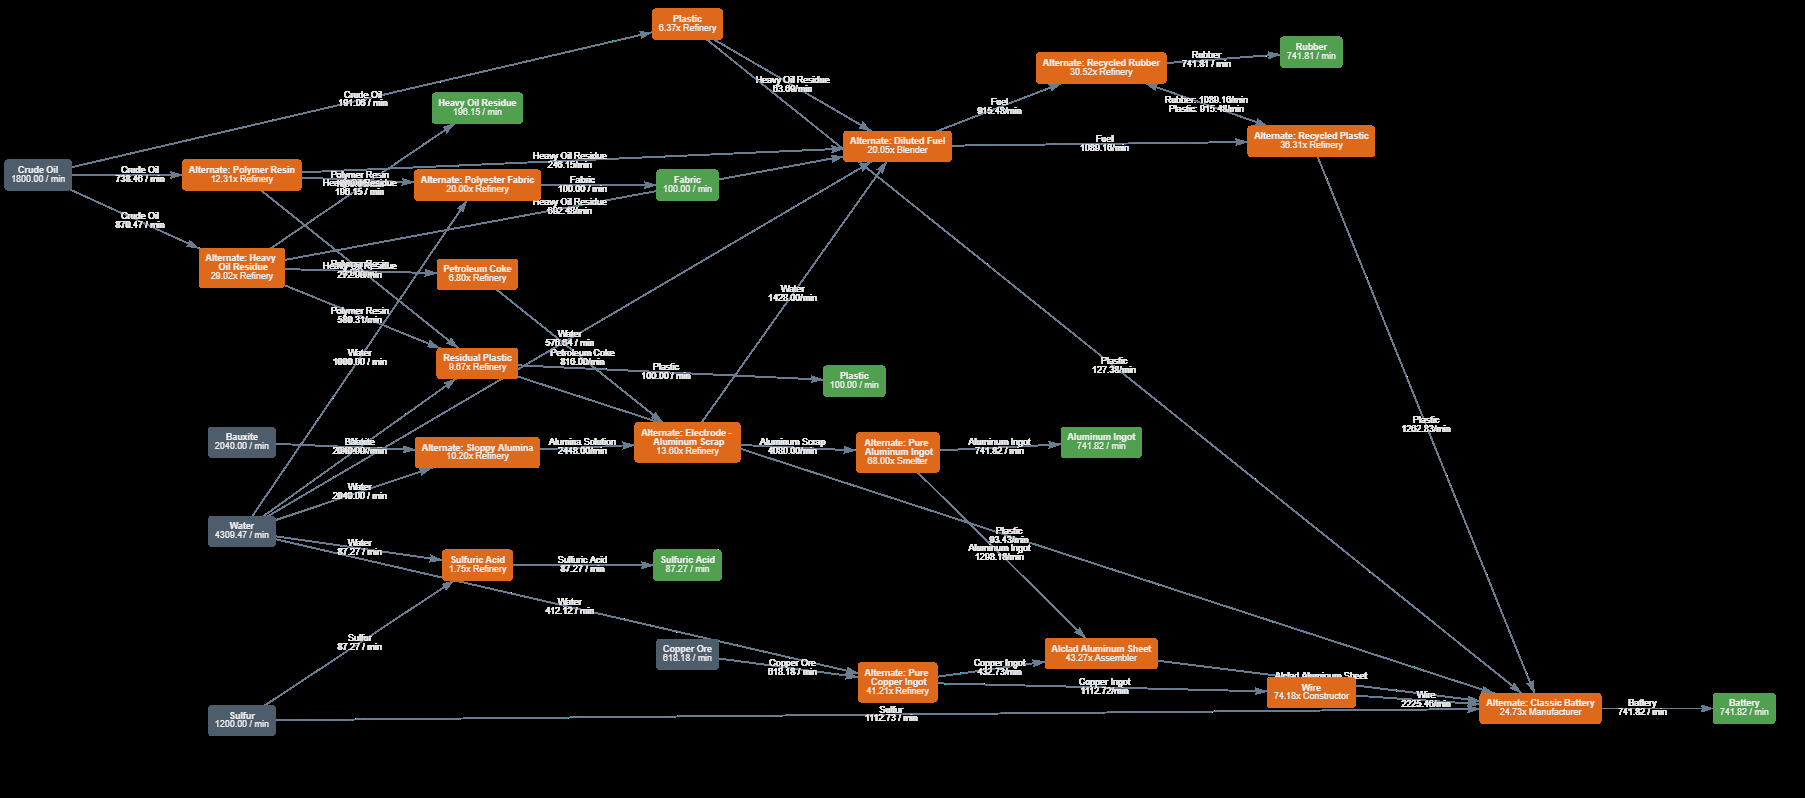 Plastic
6.37x Refinery
Crude Oil
191.06 / min
Heavy Oil Residue
196.15 / min
Heavy Oil Residue
Alternate: Recycled Rubber
30.52x Refinery
Rubber
741.81 / min
Rubber
741.81 / min
Fuel
915.48/min
Rubber: 1089.16/min
Plastic: 915.48/min
Alternate: Diluted Fuel
20.05x Blender
Fuel
1089.16/min
Alternate: Recycled Plastic
36.31x Refinery
Crude Oil
1800.00 / min
Crude Oil
738.46 / min
Alternate: Polymer Resin
12.31x Refinery
Heavy Oil Residue
246.15/min
Polymer Resin
196.15 / min
Alternate: Polyester Fabric
20.00x Refinery
Fabric
100.00 / min
Fabric
100.00 / min
Heavy Oil Residue
602.48/min
Crude Oil
870.47 / min
Alternate: Heavy
Oil Residue
29.02x Refinery
Petroleum Coke
6.80x Refinery
Polymer Resin
580.31/min
Water
1428.00/min
Water
1000.00 / min
Residual Plastic
9.67x Refinery
Water
570.64 / min
Petroleum Coke
816.00/min
Plastic
100.00 / min
Plastic
100.00 / min
Plastic
127.38/min
Plastic
1262.83/min
Bauxite
2040.00 / min
Bauxite
2040.00 / min
Alternate: Sloppy Alumina
10.20x Refinery
Alumina Solution
2448.00/min
Alternate: Electrode -
Aluminum Scrap
13.60x Refinery
Aluminum Scrap
4080.00/min
Alternate: Pure
Aluminum Ingot
68.00x Smelter
Aluminum Ingot
741.82 / min
Aluminum Ingot
741.82 / min
Water
2040.00 / min
Water
4309.47 / min
Water
87.27 / min
Sulfuric Acid
1.75x Refinery
Sulfuric Acid
87.27 / min
Sulfuric Acid
87.27 / min
Plastic
93.43/min
Aluminum Ingot
1298.18/min
Water
412.12 / min
Sulfur
87.27 / min
Copper Ore
618.18 / min
Copper Ore
618.18 / min
Alternate: Pure
Copper Ingot
41.21x Refinery
Copper Ingot
432.73/min
Alclad Aluminum Sheet
43.27x Assembler
Copper Ingot
1112.72/min
Alclad Aluminum Sheet
Wire
74.18x Constructor
Wire
2225.46/min
Sulfur
1200.00 / min
Sulfur
1112.73 / min
Alternate: Classic Battery
24.73x Manufacturer
Battery
741.82 / min
Battery
741.82 / min